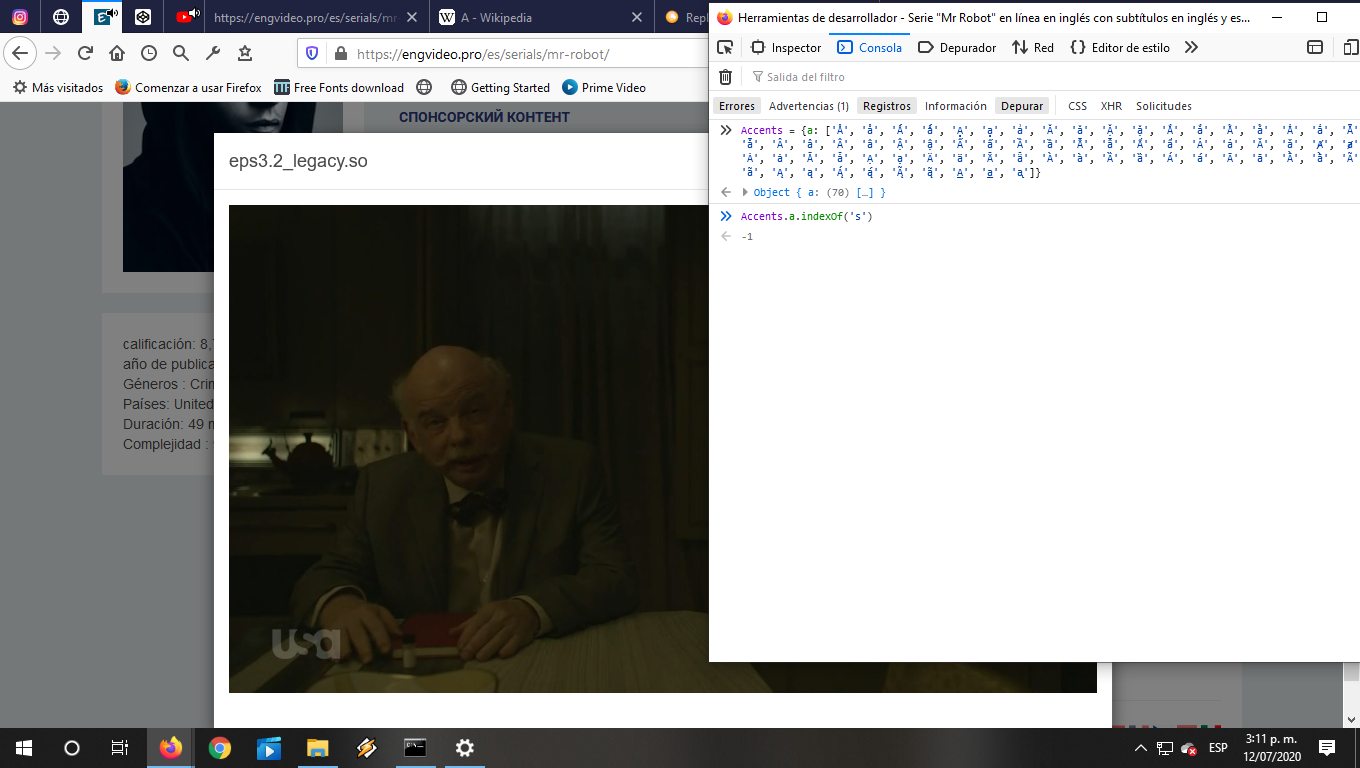 https://engvideo.pro/es/serials/mr
A - Wikipedia
Repl
Herramientas de desarrollador - Serie "Mr Robot" en línea en inglés con subtítulos en inglés y es...
https://engvideo.pro/es/serials/mr-robot/
Inspector
Consola
Depurador
Red
Editor de estilo
Más visitados
Comenzar a usar Firefox
Free Fonts download
Getting Started
Prime Video
Salida del filtro
Errores
Advertencias (1)
Registros
Información
Depurar
CSS
XHR
Solicitudes
СПОНСОРСКИЙ КОНТЕНТ
eps3.2_legacy.so
Accents = {a: [
]}
Object { a: (70) […] }
Accents.a.indexOf('s')
-1
calificación: 8,
año de publica
Géneros : Crim
Países: United
Duración: 49 m
Complejidad :
usa
ESP
3:11 p. m.
12/07/2020